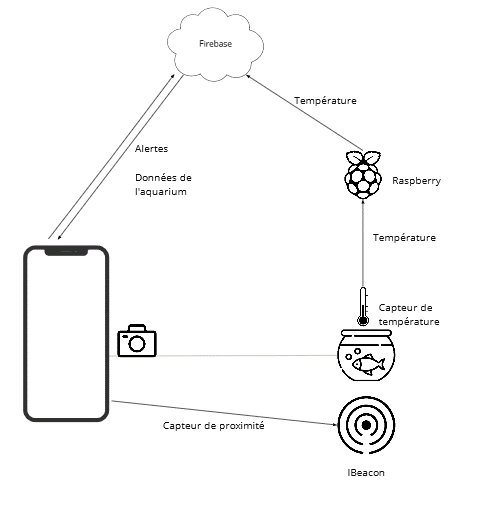 Firebase
Température
Alertes
Données de
l'aquarium
Raspberry
Température
Capteur de
température
Capteur de proximité
IBeacon